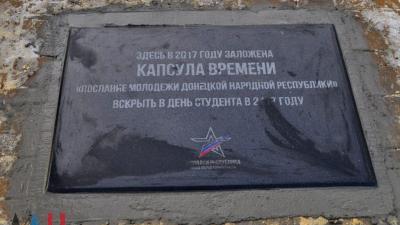 ЗДЕСЬ В 2017 ГОДУ ЗАЛОЖЕНА
КАПСУЛА ВРЕМЕНИ
«ПОСЛАНИЕ МОЛОДЕЖИ ДОНЕЦКОЙ НАРОДНОЙ РЕСПУБЛИКИ»
ВСКРЫТЬ В ДЕНЬ СТУДЕНТА В ГОДУ